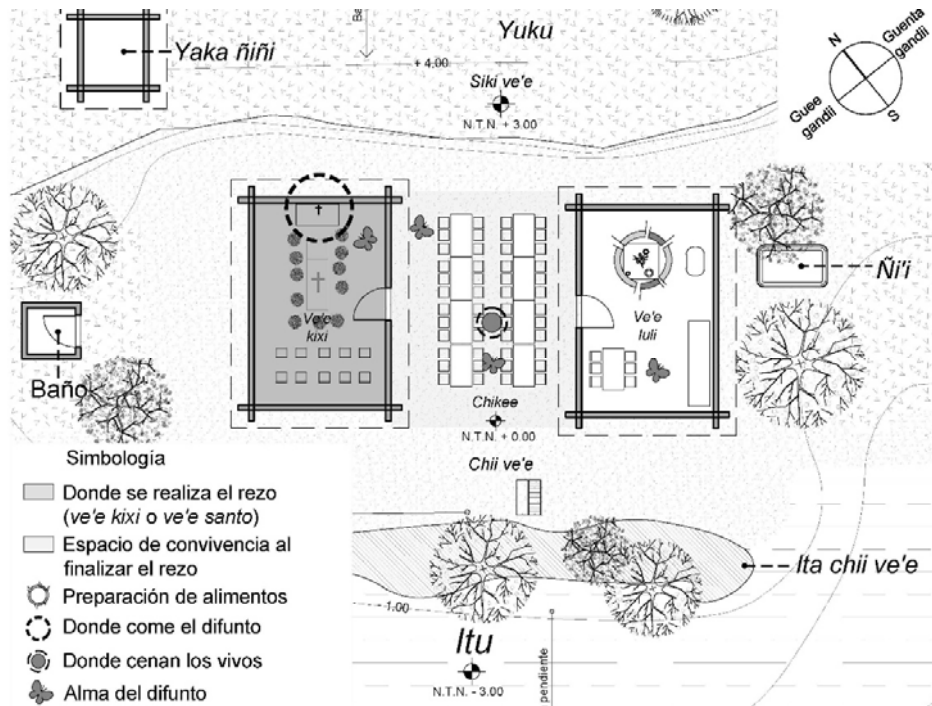 Yuku
Yaka ñiñi
+ 4,00
Siki ve'e
N.T.N. + 3.00
N
Guenta
gandii
Guee
gandii
S
Ñi'i
Ve'e
kixi
Ve'e
luli
Baño
Chikee
N.T.N. + 0.00
Chii ve'e
Simbología
Donde se realiza el rezo
(ve'e kixi o ve'e santo)
Espacio de convivencia al
finalizar el rezo
Preparación de alimentos
Donde come el difunto
Donde cenan los vivos
Alma del difunto
Ita chii ve'e
- 1,00
Itu
N.T.N. - 3.00
pendiente